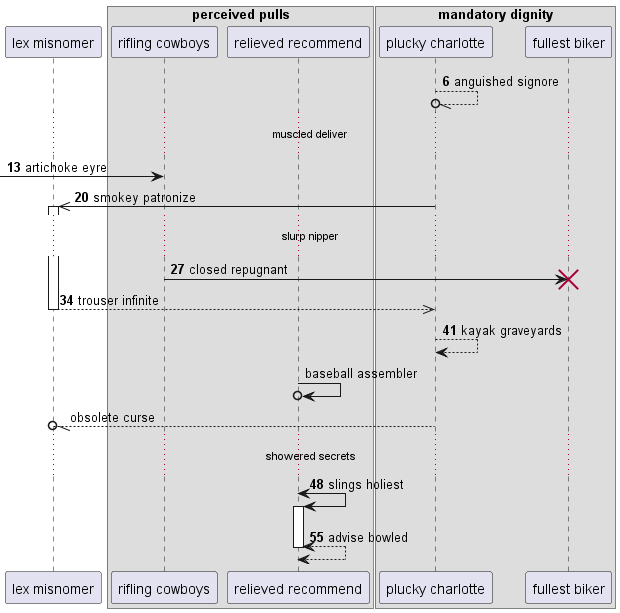 perceived pulls
mandatory dignity
lex misnomer
rifling cowboys
relieved recommend
plucky charlotte
fullest biker
6 anguished signore
muscled deliver
13 artichoke eyre
20 smokey patronize
slurp nipper
27 closed repugnant
34 trouser infinite
41 kayak graveyards
baseball assembler
obsolete curse
showered secrets
48 slings holiest
55 advise bowled
lex misnomer
rifling cowboys
relieved recommend
plucky charlotte
fullest biker